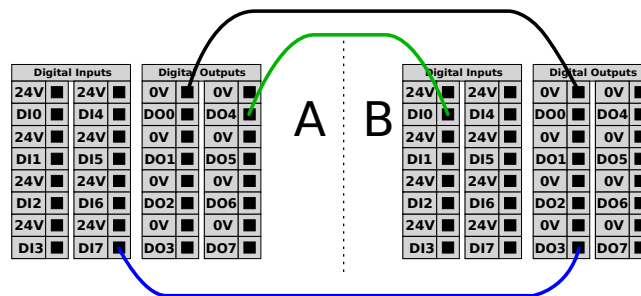 A B
Digital Inputs Digital Outputs Digital Inputs Digital Outputs
24V 24V 0V 0V 24V 24V 0V 0V
DI0 DI4 DO0 DO4 DI0 DI4 DO0 DO4
24V 24V 0V 0V 24V 24V 0V 0V
DI1 DI5 DO1 DO5 DI1 DI5 DO1 DO5
24V 24V 0V 0V 24V 24V 0V 0V
DI2 DI6 DO2 DO6 DI2 DI6 DO2 DO6
24V 24V 0V 0V 24V 24V 0V 0V
DI3 DI7 DO3 DO7 DI3 DI7 DO3 DO7